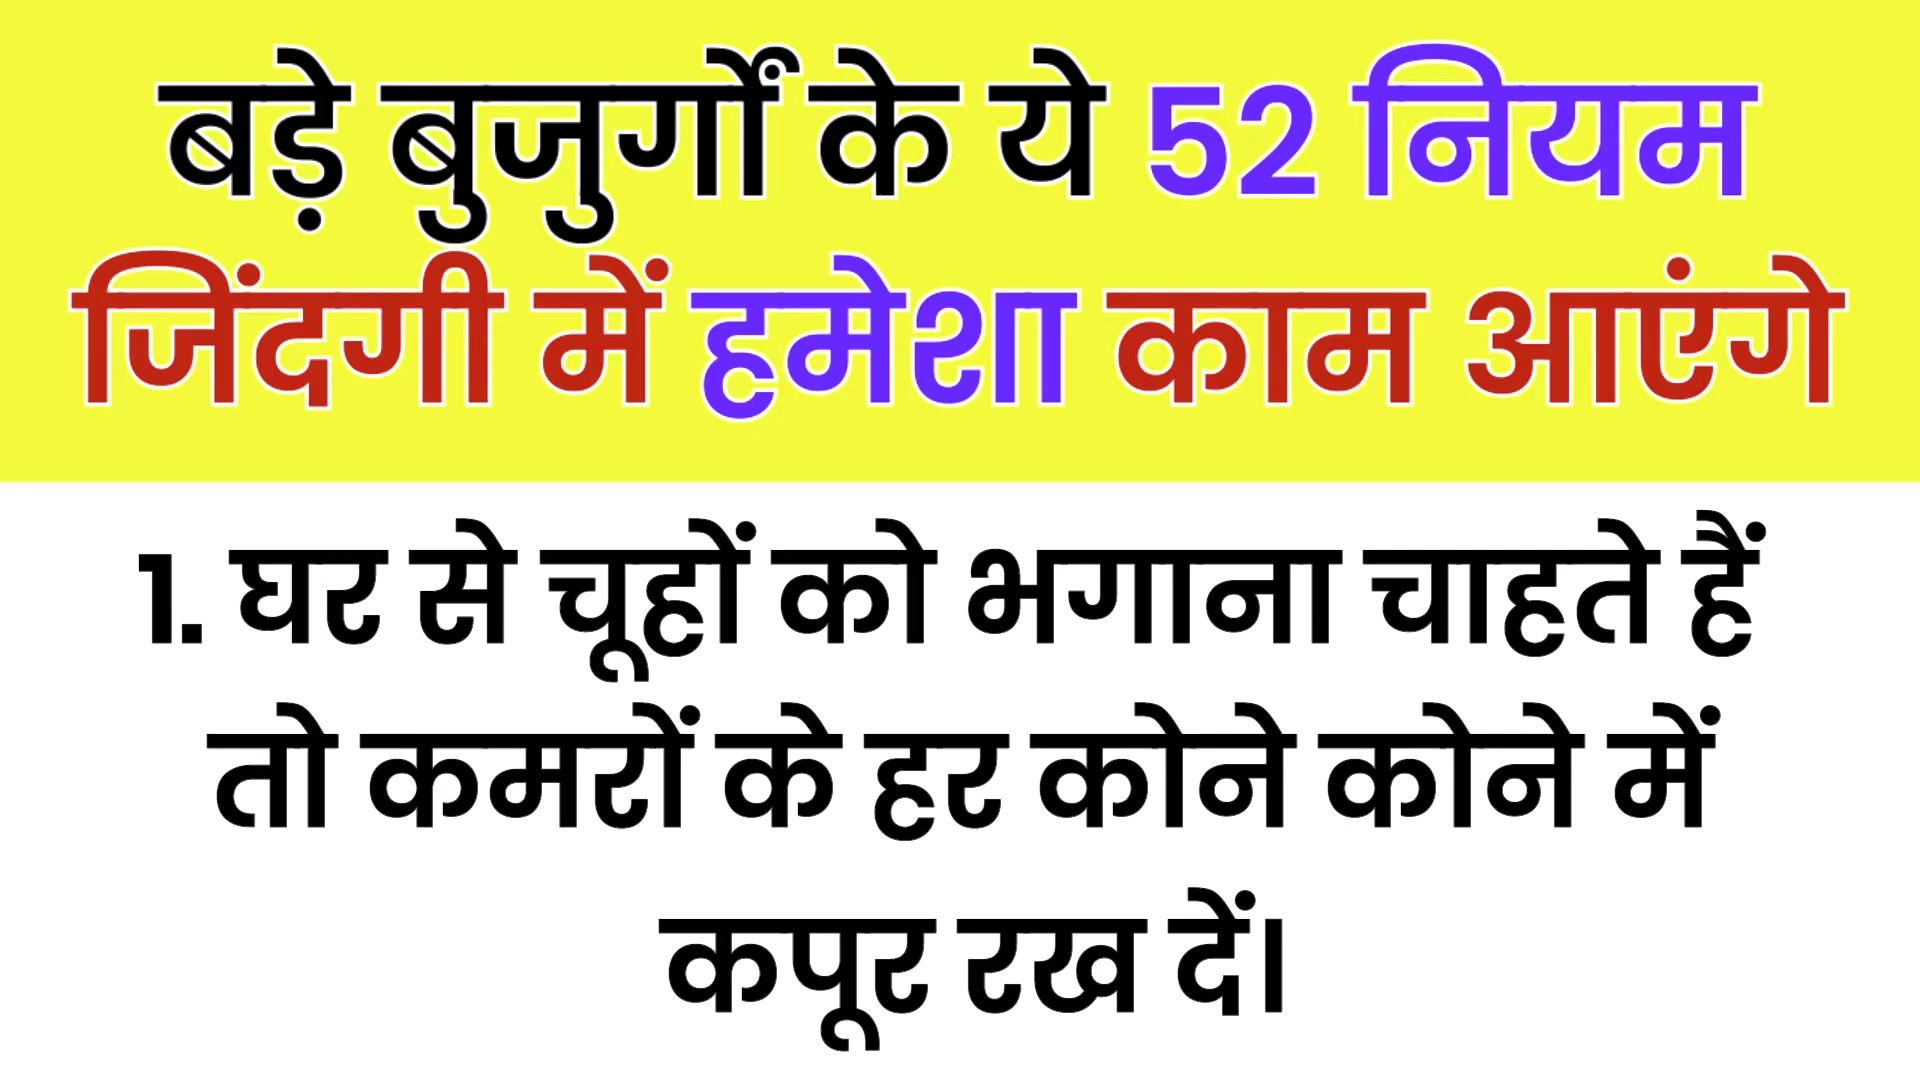 बड़े बुजुर्गों के ये 52 नियम
जिंदगी में हमेशा काम आएंगे
1. घर से चूहों को भगाना चाहते हैं
तो कमरों के हर कोने कोने में
कपूर रख दें।